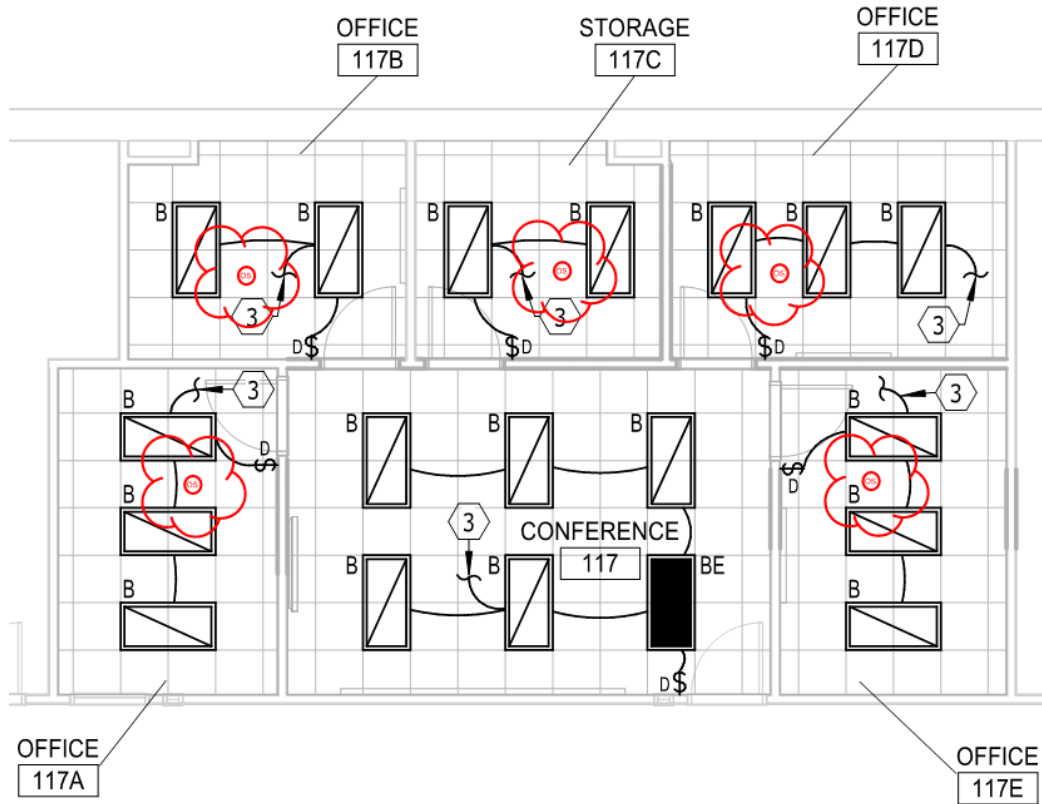 OFFICE
117B
STORAGE
117C
OFFICE
117D
B
B
B
B
B
B
B
OS
OS
OS
3
3
3
D$
$D
$D
3
3
B
B
B
B
B
D
$
$
D
OS
OS
3
B
B
CONFERENCE
117
B
B
BE
B
B
D$
OFFICE
117A
OFFICE
117E